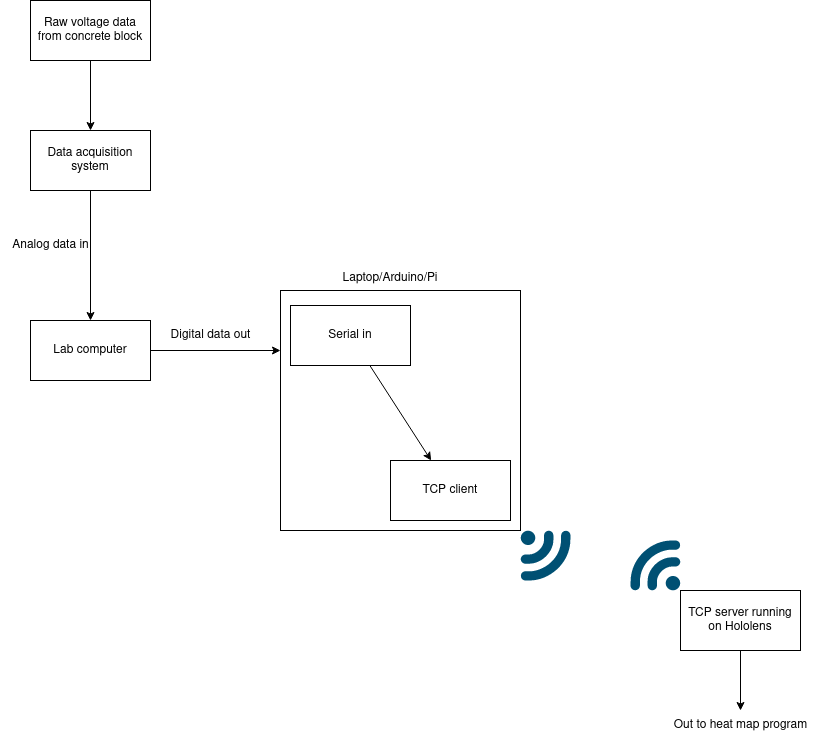 Raw voltage data
from concrete block
Data acquisition
system
Analog data in
Laptop/Arduino/Pi
Serial in
Digital data out
Lab computer
TCP client
TCP server running
on Hololens
Out to heat map program